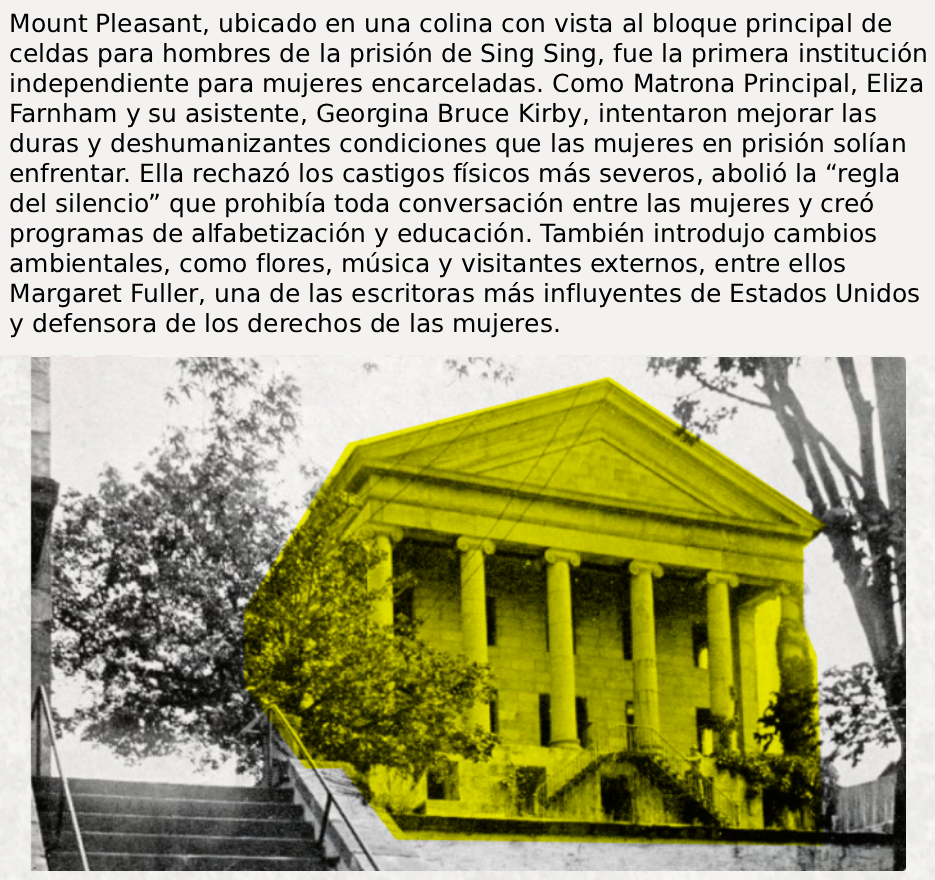 Mount Pleasant, ubicado en una colina con vista al bloque principal de
celdas para hombres de la prisión de Sing Sing, fue la primera institución
independiente para mujeres encarceladas. Como Matrona Principal, Eliza
Farnham y su asistente, Georgina Bruce Kirby, intentaron mejorar las
duras y deshumanizantes condiciones que las mujeres en prisión solían
enfrentar. Ella rechazó los castigos físicos más severos, abolió la “regla
del silencio” que prohibía toda conversación entre las mujeres y creó
programas de alfabetización y educación. También introdujo cambios
ambientales, como flores, música y visitantes externos, entre ellos
Margaret Fuller, una de las escritoras más influyentes de Estados Unidos
y defensora de los derechos de las mujeres.